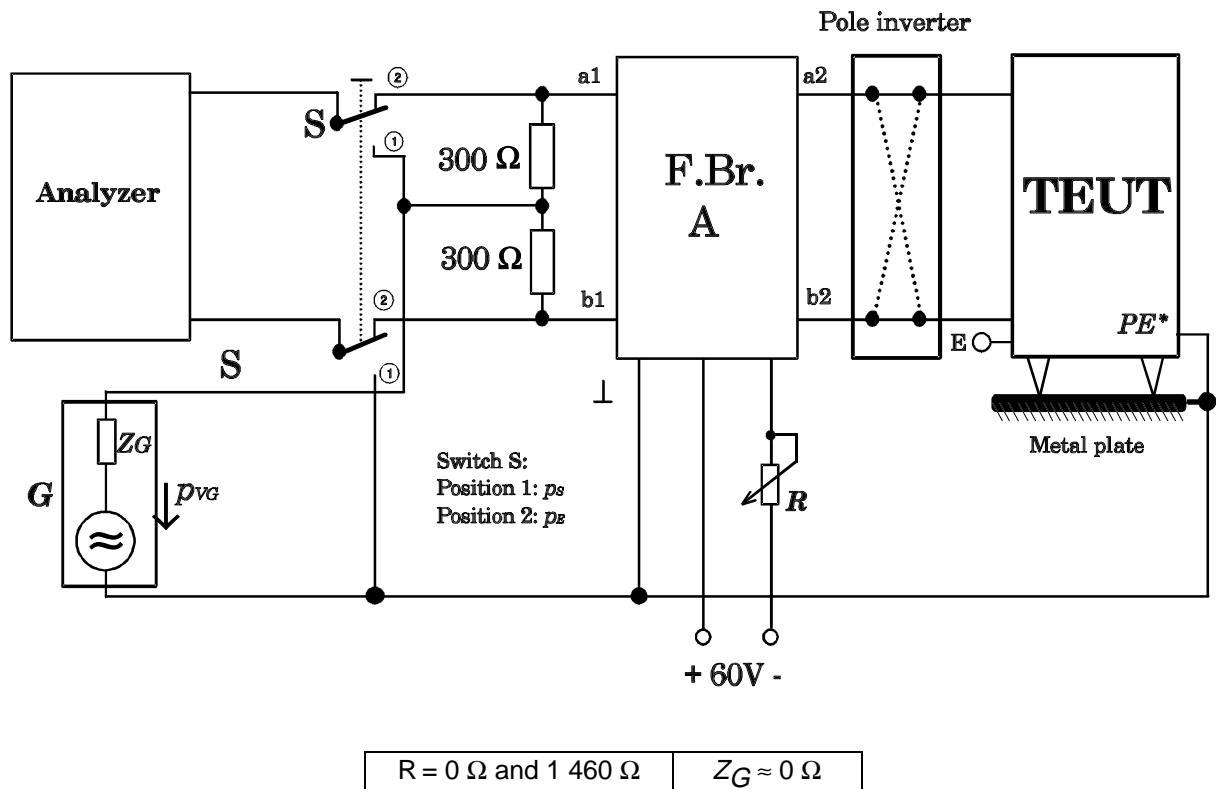 Pole inverter
Analyzer
S
②
①
300 Ω
300 Ω
a1
b1
F.Br.
A
a2
b2
TEUT
PE*
E
②
①
S
⊥
Metal plate
G
ZG
pVG
≈
Switch S:
Position 1: pS
Position 2: pE
R
+ 60V -
R = 0 Ω and 1 460 Ω
ZG ≈ 0 Ω